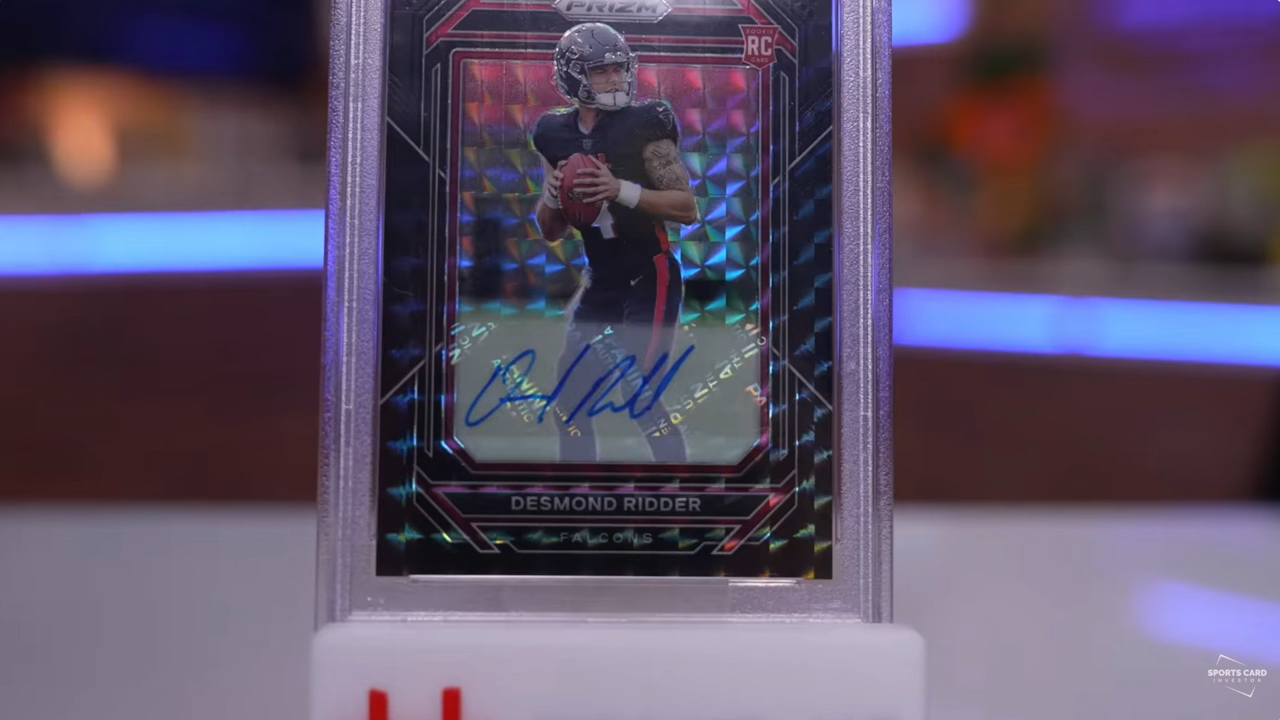 PRIZM
ROOKIE
RC
CARD
DESMOND RIDDER
FALCONS
SPORTS CARD
INVESTOR